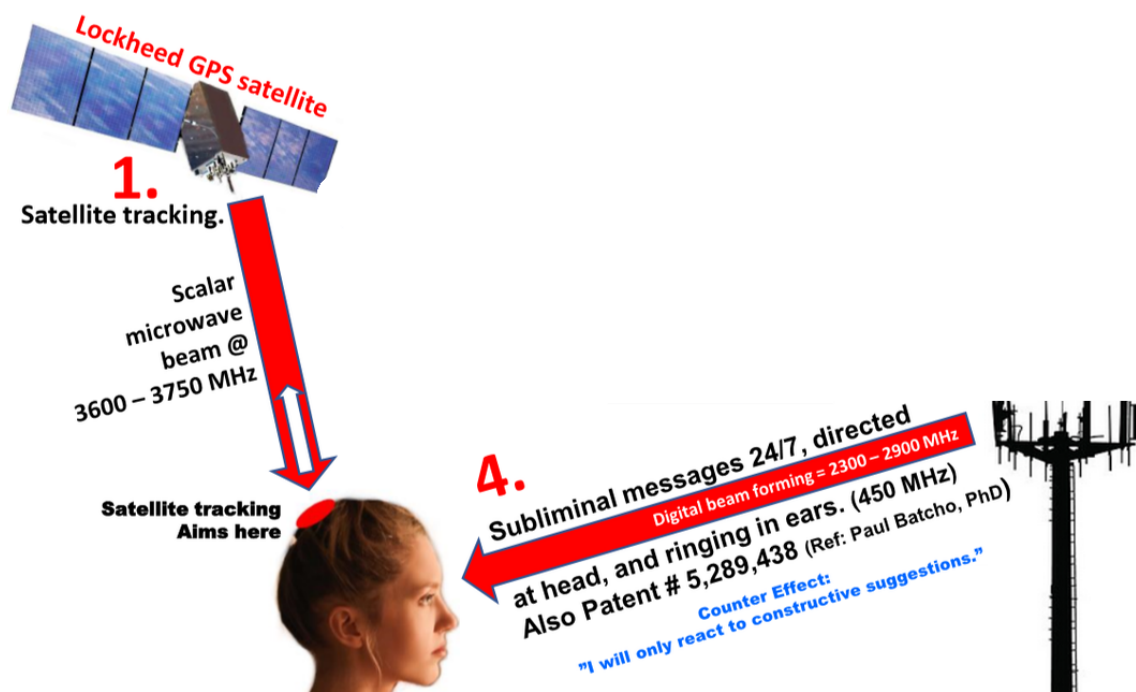 Lockheed GPS satellite
1.
Satellite tracking.
Scalar
microwave
beam @
3600 – 3750 MHz
Satellite tracking
Aims here
4.
Subliminal messages 24/7, directed
Digital beam forming = 2300 – 2900 MHz
at head, and ringing in ears. (450 MHz)
Also Patent # 5,289,438 (Ref: Paul Batcho, PhD)
Counter Effect:
”I will only react to constructive suggestions.”